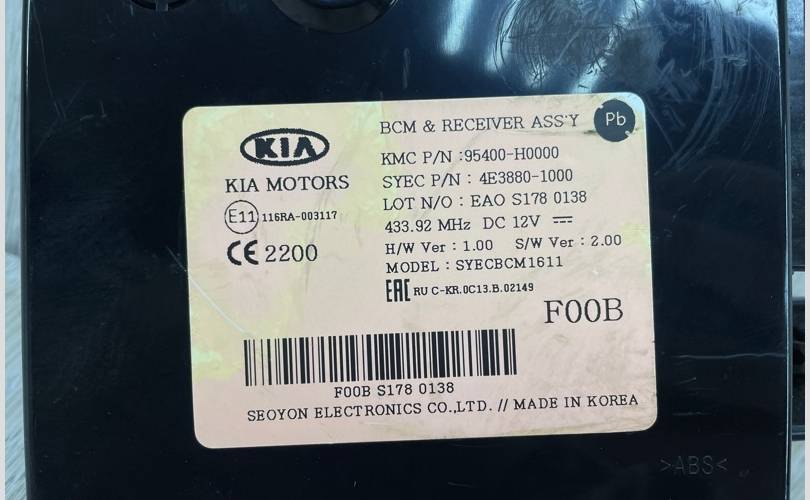 KIA
KIA MOTORS
E11 116RA-003117
CE 2200
BCM & RECEIVER ASS'Y
Pb
KMC P/N : 95400-H0000
SYEC P/N : 4E3880-1000
LOT N/O : EAO S178 0138
433.92 MHz DC 12V
H/W Ver : 1.00 S/W Ver : 2.00
MODEL : SYECBCM1611
EAC RU C-KR.0C13.B.02149
F00B
F00B S178 0138
SEOYON ELECTRONICS CO.,LTD. // MADE IN KOREA
>ABS<